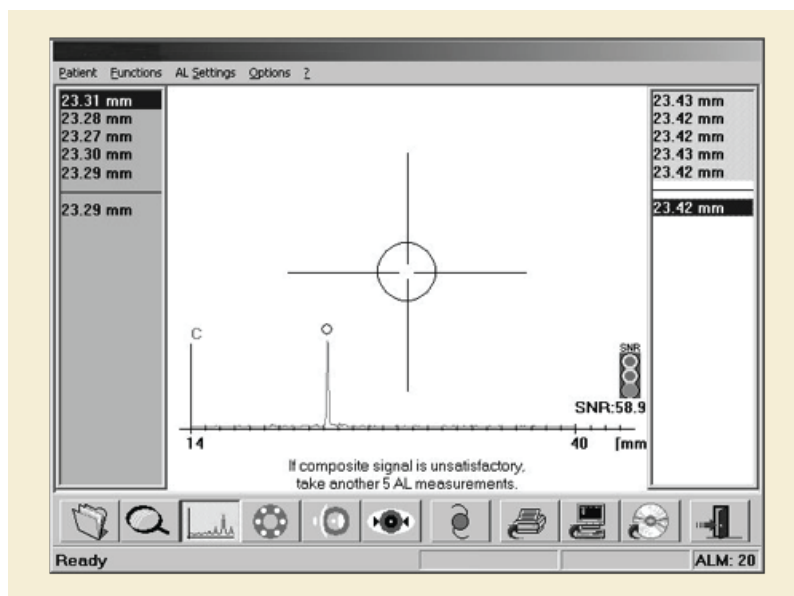 Patient Functions AL Settings Options ?
23.31 mm
23.28 mm
23.27 mm
23.30 mm
23.29 mm
23.29 mm
23.43 mm
23.42 mm
23.42 mm
23.43 mm
23.42 mm
23.42 mm
C
SNR
SNR:58.9
14 40 [mm
If composite signal is unsatisfactory,
take another 5 AL measurements.
Ready ALM: 20